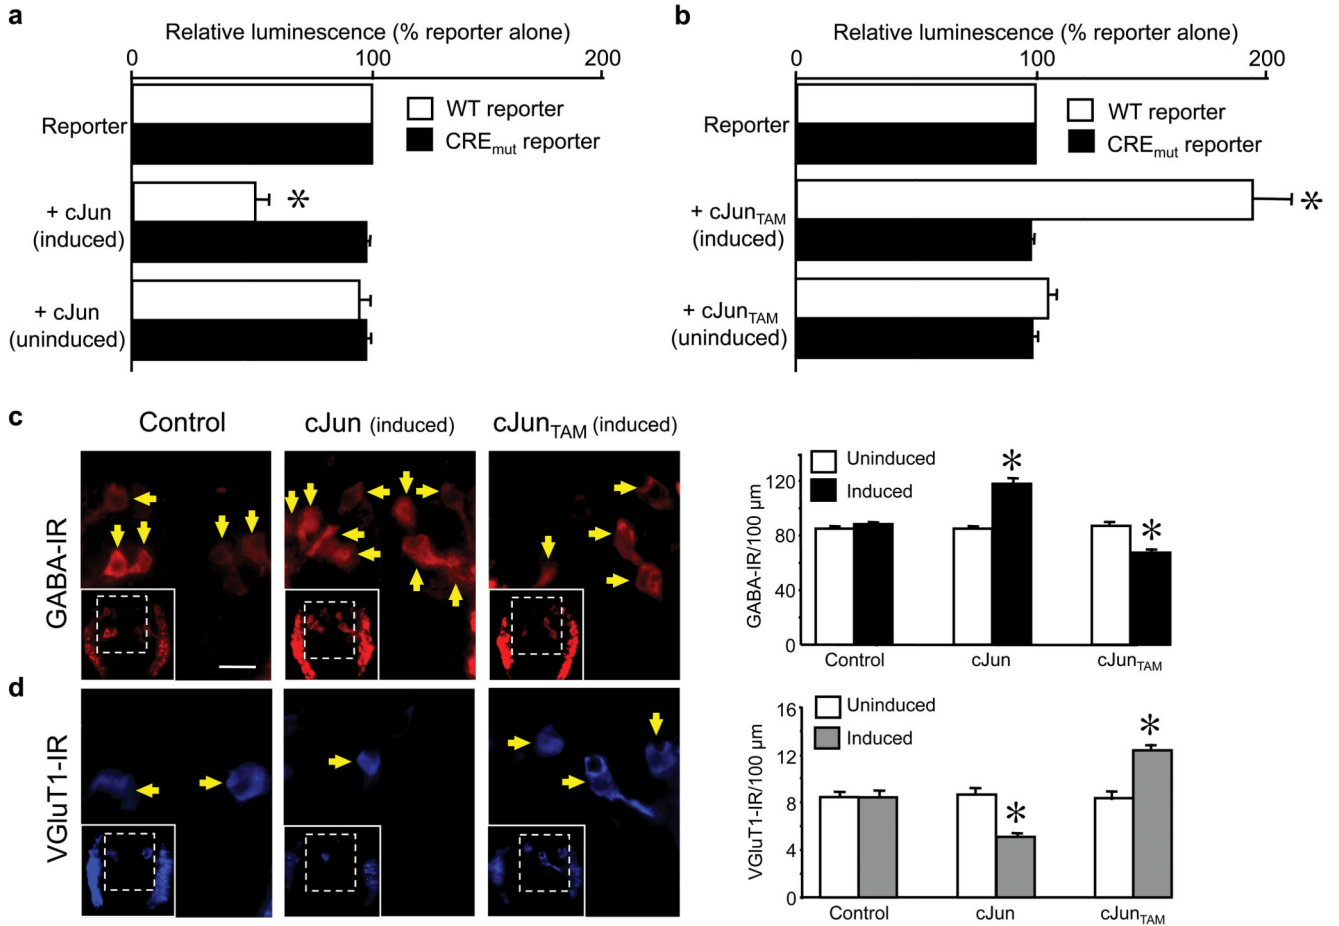 a
Relative luminescence (% reporter alone)
0 100 200
WT reporter
CREmut reporter
Reporter
+ cJun
(induced)
*
+ cJun
(uninduced)
b
Relative luminescence (% reporter alone)
0 100 200
WT reporter
CREmut reporter
Reporter
+ cJunTAM
(induced)
*
+ cJunTAM
(uninduced)
c
Control cJun (induced) cJunTAM (induced)
GABA-IR
Uninduced
Induced
GABA-IR/100 μm
120
80
40
0
*
*
Control cJun cJunTAM
d
VGluT1-IR
Uninduced
Induced
VGluT1-IR/100 μm
16
12
8
4
0
*
*
Control cJun cJunTAM